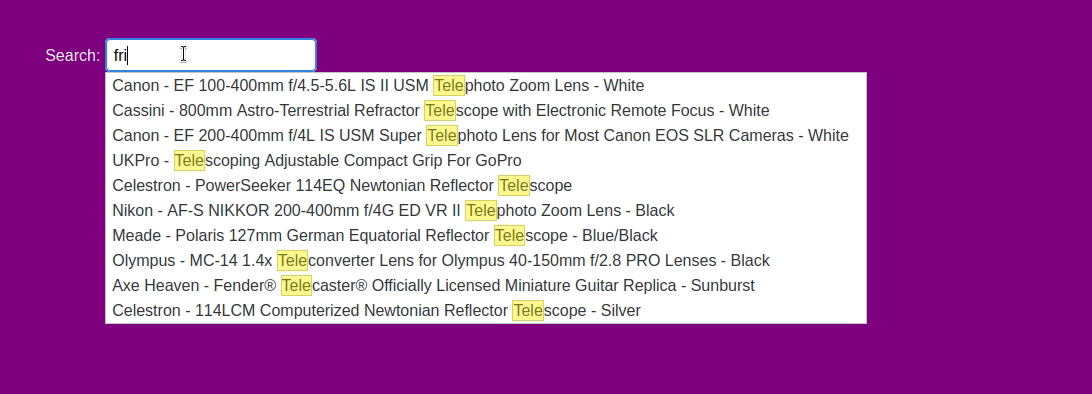 Search: fri
Canon - EF 100-400mm f/4.5-5.6L IS II USM Telephoto Zoom Lens - White
Cassini - 800mm Astro-Terrestrial Refractor Telescope with Electronic Remote Focus - White
Canon - EF 200-400mm f/4L IS USM Super Telephoto Lens for Most Canon EOS SLR Cameras - White
UKPro - Telescoping Adjustable Compact Grip For GoPro
Celestron - PowerSeeker 114EQ Newtonian Reflector Telescope
Nikon - AF-S NIKKOR 200-400mm f/4G ED VR II Telephoto Zoom Lens - Black
Meade - Polaris 127mm German Equatorial Reflector Telescope - Blue/Black
Olympus - MC-14 1.4x Teleconverter Lens for Olympus 40-150mm f/2.8 PRO Lenses - Black
Axe Heaven - Fender® Telecaster® Officially Licensed Miniature Guitar Replica - Sunburst
Celestron - 114LCM Computerized Newtonian Reflector Telescope - Silver